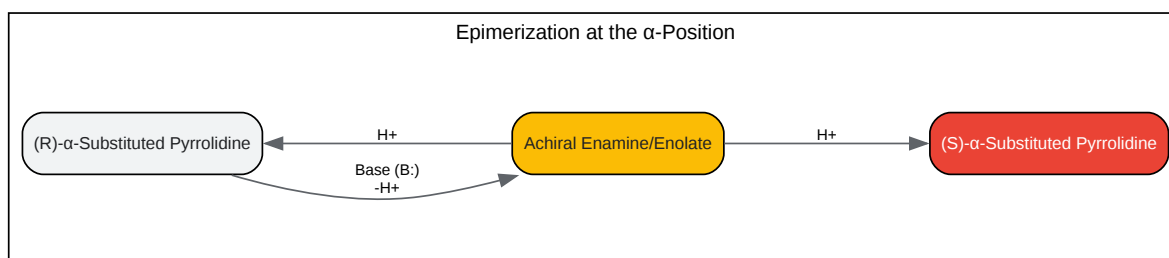 Epimerization at the α-Position
(R)-α-Substituted Pyrrolidine
H+
Achiral Enamine/Enolate
H+
(S)-α-Substituted Pyrrolidine
Base (B:)
-H+